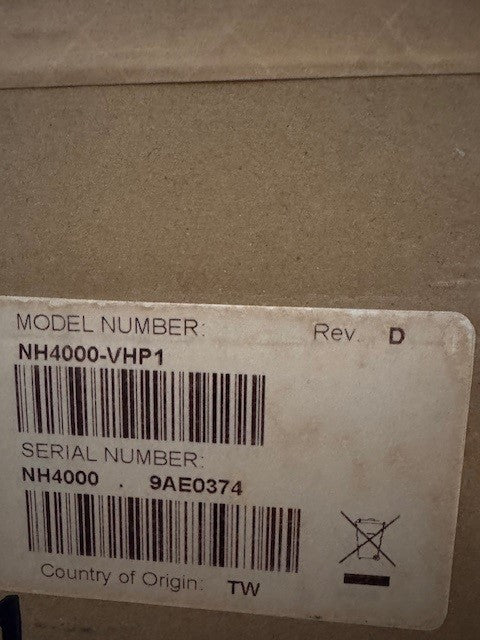 MODEL NUMBER: Rev. D
NH4000-VHP1
SERIAL NUMBER:
NH4000 . 9AE0374
Country of Origin: TW